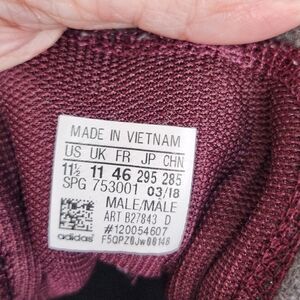 MADE IN VIETNAM
US UK FR JP CHN
11½ 11 46 295 285
SPG 753001 03/18
MALE/MALE
ART B27843 D
#120054607
adidas F5QPZ0Jw00148